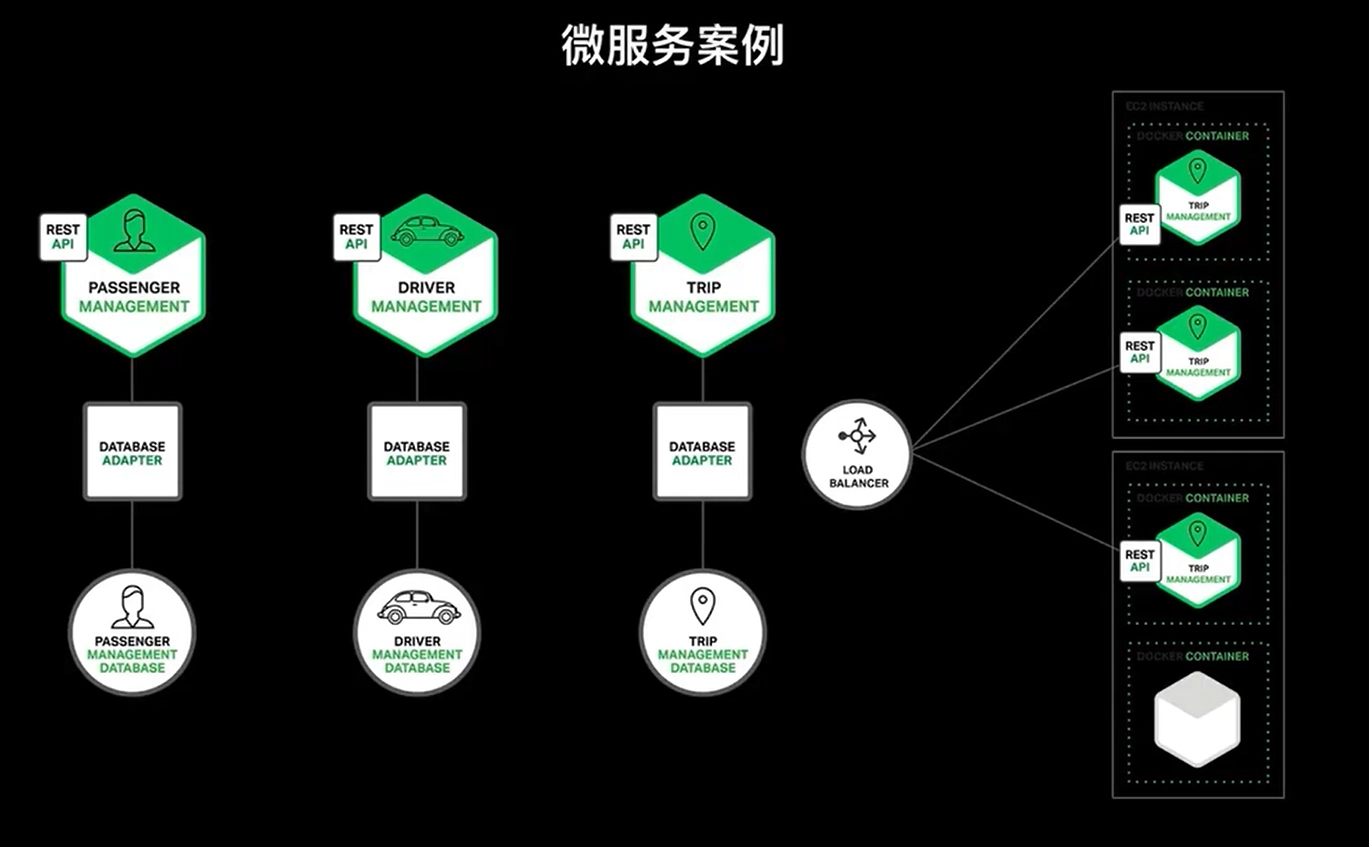 微服务案例
REST
API
PASSENGER
MANAGEMENT
DATABASE
ADAPTER
PASSENGER
MANAGEMENT
DATABASE
REST
API
DRIVER
MANAGEMENT
DATABASE
ADAPTER
DRIVER
MANAGEMENT
DATABASE
REST
API
TRIP
MANAGEMENT
DATABASE
ADAPTER
TRIP
MANAGEMENT
DATABASE
LOAD
BALANCER
EC2 INSTANCE
DOCKER CONTAINER
TRIP
MANAGEMENT
REST
API
DOCKER CONTAINER
REST
API
TRIP
MANAGEMENT
EC2 INSTANCE
DOCKER CONTAINER
REST
API
TRIP
MANAGEMENT
DOCKER CONTAINER